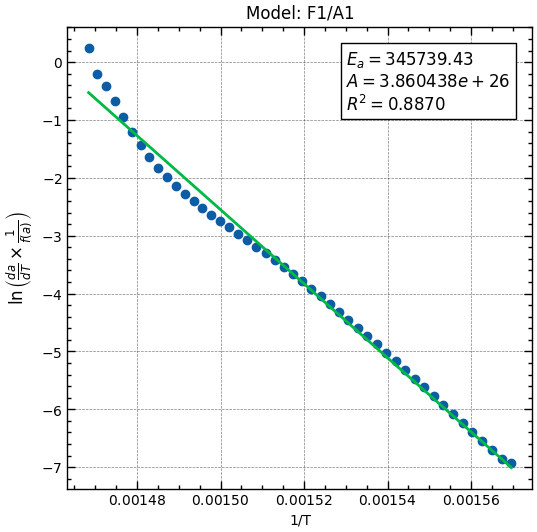 Model: F1/A1
E_a = 345739.43
A = 3.860438e + 26
R² = 0.8870
ln (da/dT × 1/f(a))
0
−1
−2
−3
−4
−5
−6
−7
0.00148 0.00150 0.00152 0.00154 0.00156
1/T